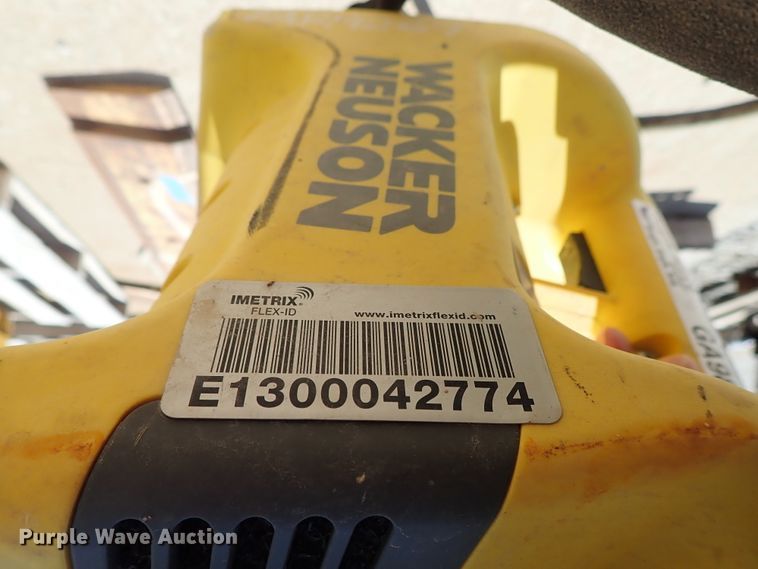 WACKER
NEUSON
IMETRIX®
FLEX-ID
www.imetrixflexid.com
E1300042774
Purple Wave Auction